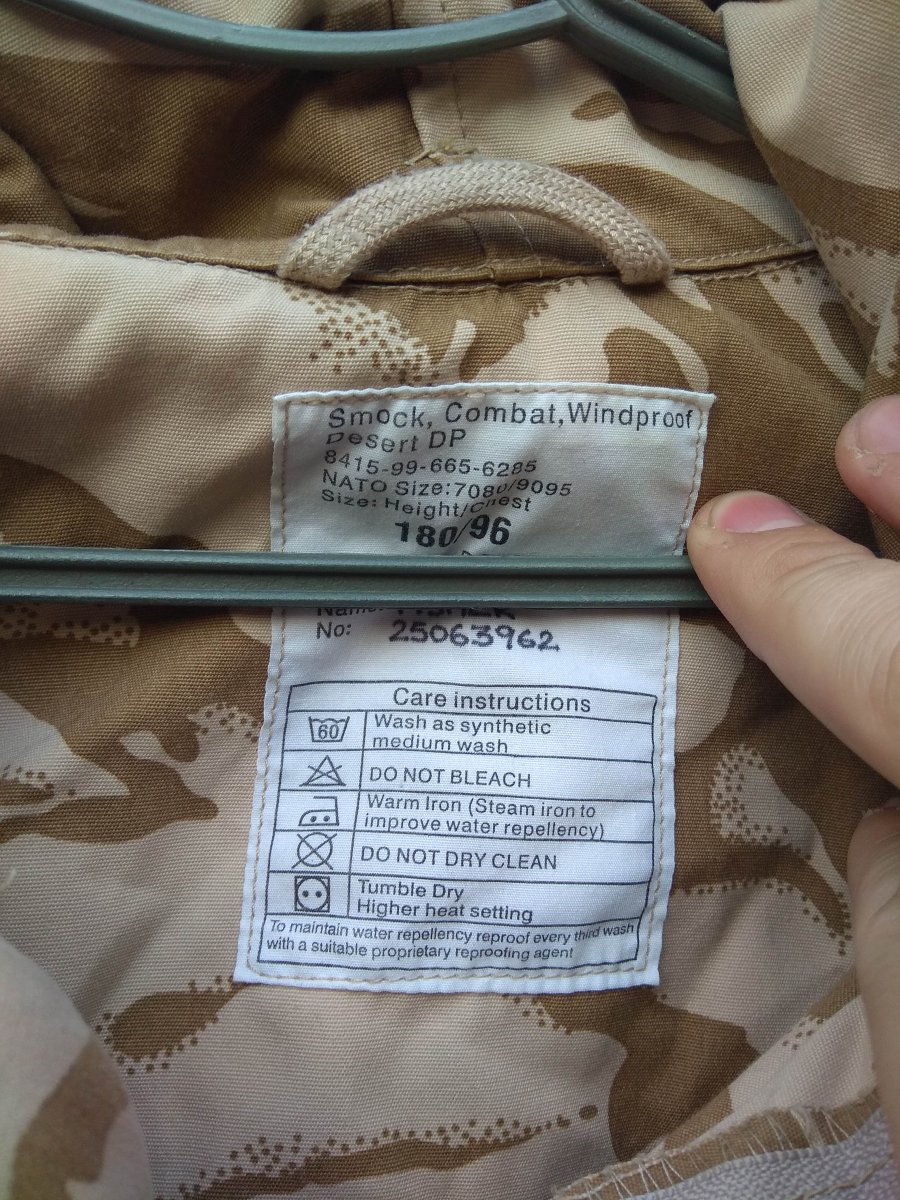 Smock, Combat, Windproof
Desert DP
8415-99-665-6285
NATO Size:7080/9095
Size: Height/Chest
180/96
Name:
No: 25063962
Care instructions
60
Wash as synthetic
medium wash
DO NOT BLEACH
Warm Iron (Steam iron to
improve water repellency)
DO NOT DRY CLEAN
Tumble Dry
Higher heat setting
To maintain water repellency reproof every third wash
with a suitable proprietary reproofing agent